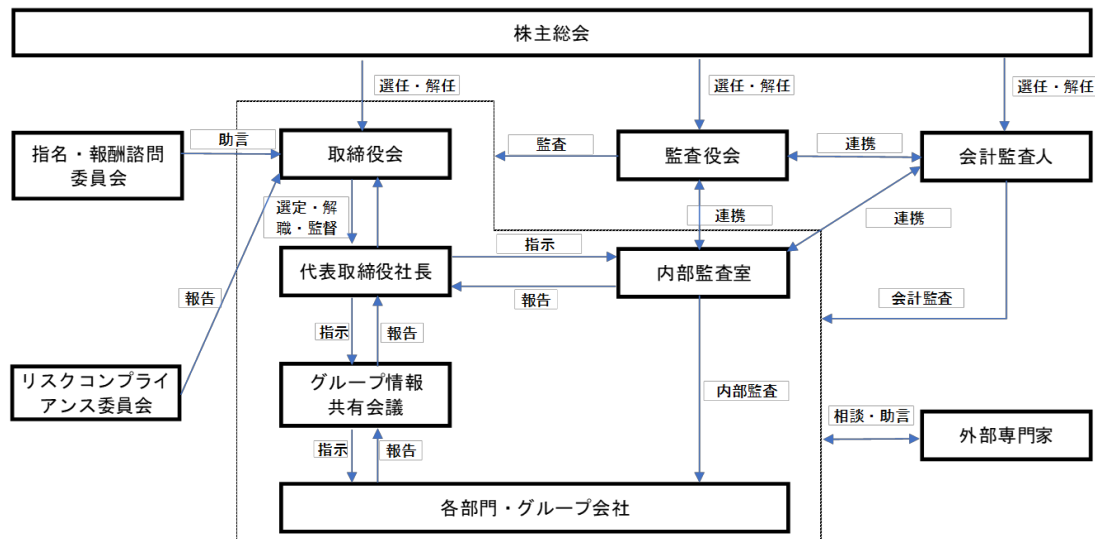 株主総会
選任・解任
選任・解任
選任・解任
指名・報酬諮問
委員会
助言
取締役会
監査
監査役会
連携
会計監査人
選定・解
職・監督
連携
連携
指示
代表取締役社長
内部監査室
報告
報告
会計監査
指示
報告
リスクコンプライ
アンス委員会
グループ情報
共有会議
内部監査
相談・助言
外部専門家
指示
報告
各部門・グループ会社